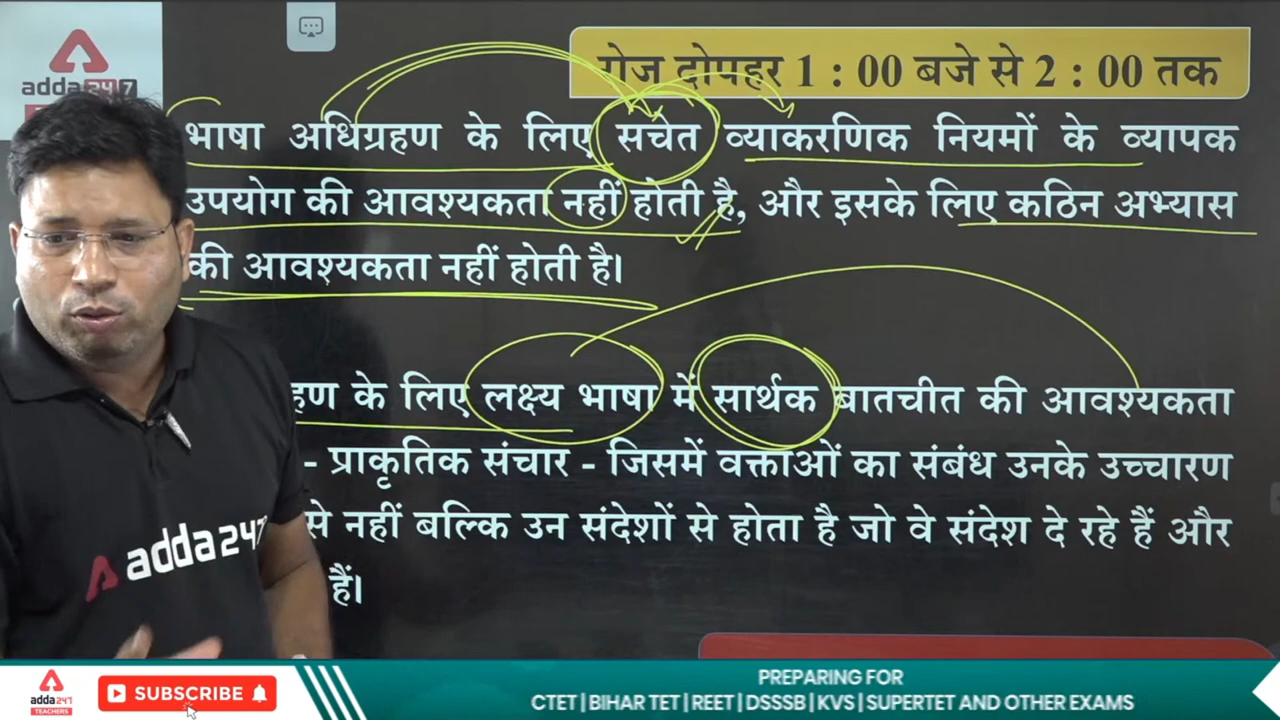 रोज दोपहर 1 : 00 बजे से 2 : 00 तक
adda247
भाषा अधिग्रहण के लिए सचेत व्याकरणिक नियमों के व्यापक
उपयोग की आवश्यकता नहीं होती है, और इसके लिए कठिन अभ्यास
की आवश्यकता नहीं होती है।
के लिए लक्ष्य भाषा में सार्थक बातचीत की आवश्यकता
- प्राकृतिक संचार - जिसमें वक्ताओं का संबंध उनके उच्चारण
से नहीं बल्कि उन संदेशों से होता है जो वे संदेश दे रहे हैं और
हैं।
adda247
adda247
TEACHERS
SUBSCRIBE
PREPARING FOR
CTET | BIHAR TET | REET | DSSSB | KVS | SUPERTET AND OTHER EXAMS